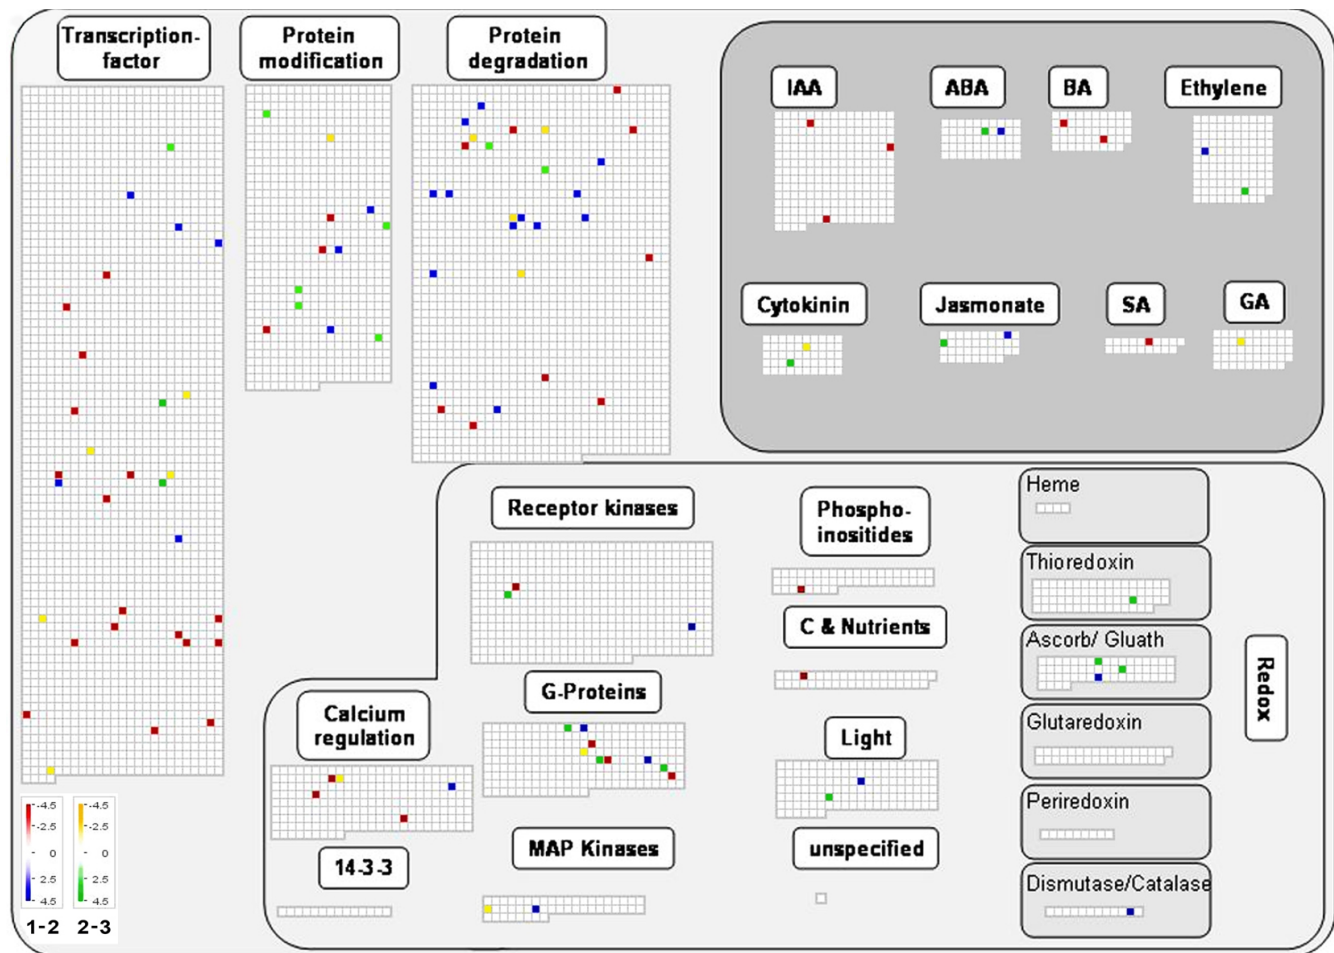 Transcription-
factor
Protein
modification
Protein
degradation
IAA
ABA
BA
Ethylene
Cytokinin
Jasmonate
SA
GA
Receptor kinases
Phospho-
inositides
Heme
Thioredoxin
C & Nutrients
Ascorb/ Gluath
Redox
G-Proteins
Calcium
regulation
Light
Glutaredoxin
Periredoxin
MAP Kinases
unspecified
14-3-3
Dismutase/Catalase
-4.5
-2.5
0
2.5
4.5
1-2
-4.5
-2.5
0
2.5
4.5
2-3